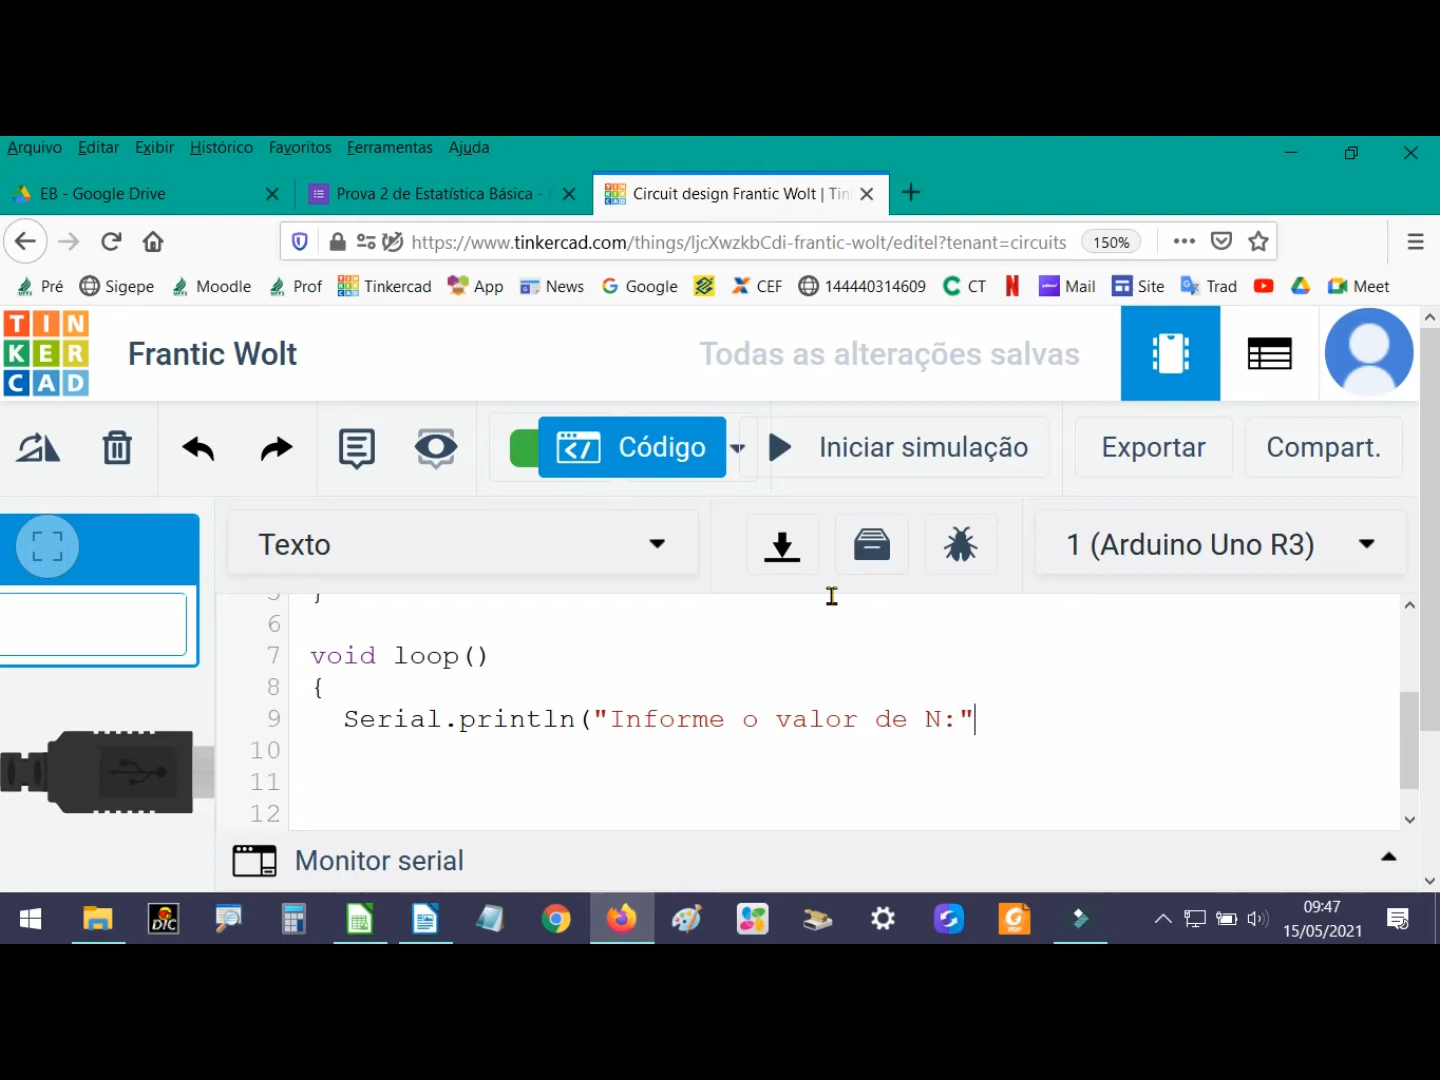 Arquivo Editar Exibir Histórico Favoritos Ferramentas Ajuda
EB - Google Drive
Prova 2 de Estatística Básica -
Circuit design Frantic Wolt | Tin
https://www.tinkercad.com/things/ljcXwzkbCdi-frantic-wolt/editel?tenant=circuits 150%
Pré Sigepe Moodle Prof Tinkercad App News Google CEF 144440314609 CT Mail Site Trad Meet
TIN
KER
CAD
Frantic Wolt
Todas as alterações salvas
Código
Iniciar simulação
Exportar
Compart.
Texto
1 (Arduino Uno R3)
5 }
6
7 void loop()
8 {
9 Serial.println("Informe o valor de N:"
10
11
12
Monitor serial
DIC
09:47
15/05/2021